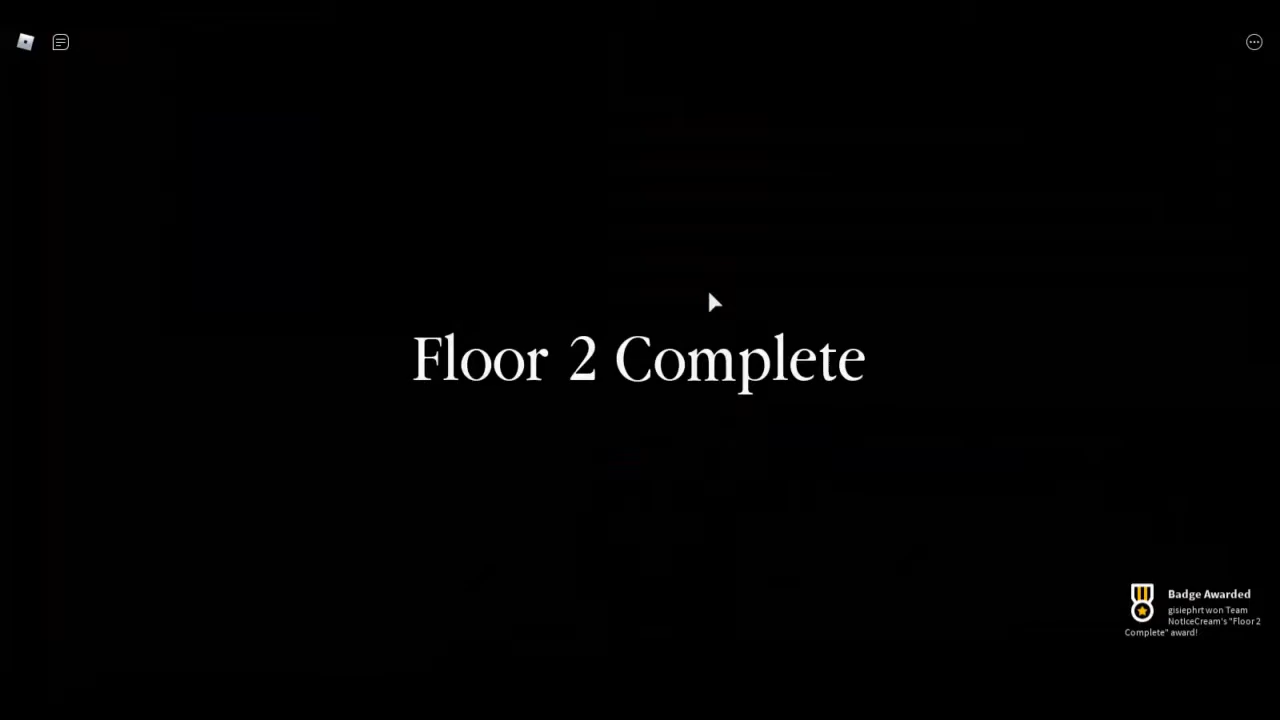 Floor 2 Complete
Badge Awarded
gisiephrt won Team
NoticeCream's "Floor 2
Complete" award!